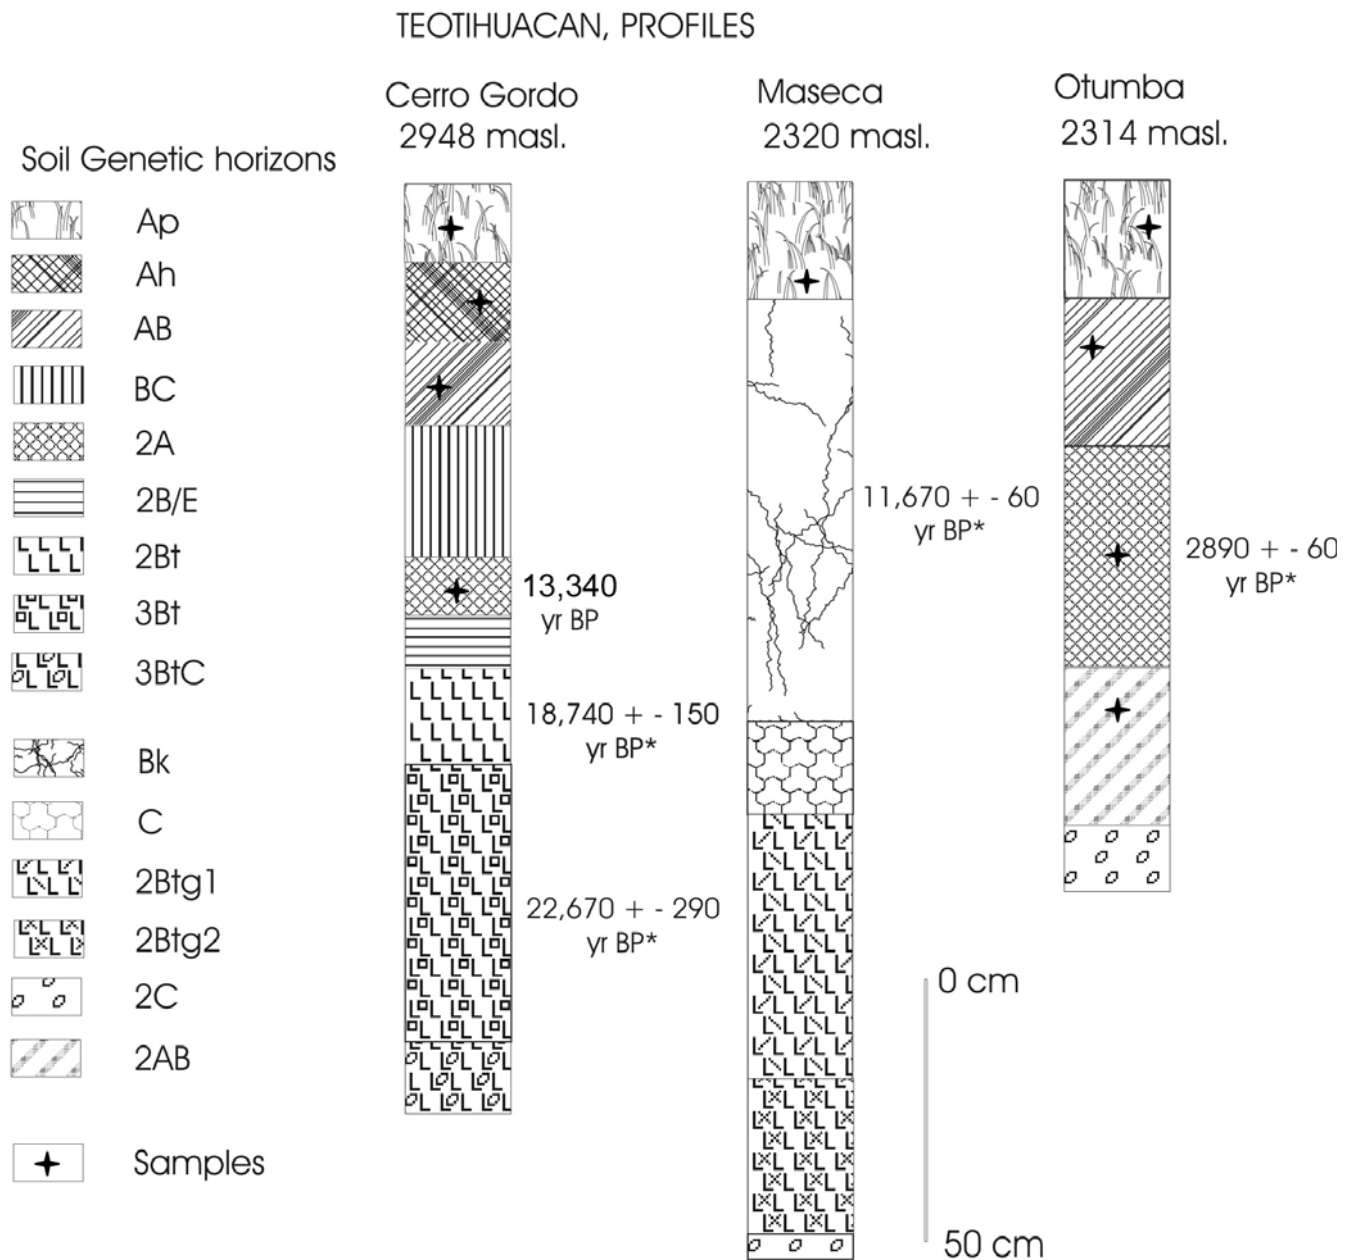 TEOTIHUACAN, PROFILES
Cerro Gordo
2948 masl.
Maseca
2320 masl.
Otumba
2314 masl.
Soil Genetic horizons
Ap
Ah
AB
BC
2A
2B/E
2Bt
3Bt
3BtC
Bk
C
2Btg1
2Btg2
2C
2AB
Samples
13,340
yr BP
18,740 + - 150
yr BP*
22,670 + - 290
yr BP*
11,670 + - 60
yr BP*
2890 + - 60
yr BP*
0 cm
50 cm